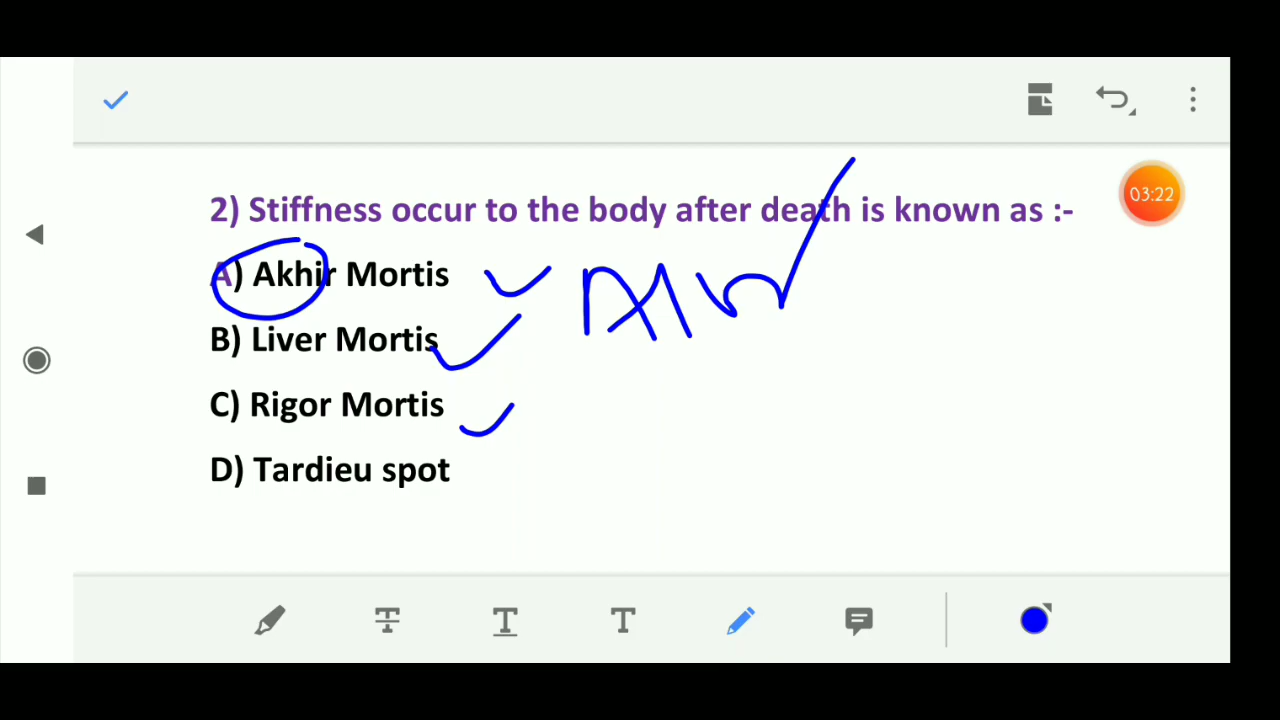 03:22
2) Stiffness occur to the body after death is known as :-
A) Akhir Mortis
B) Liver Mortis
C) Rigor Mortis
D) Tardieu spot